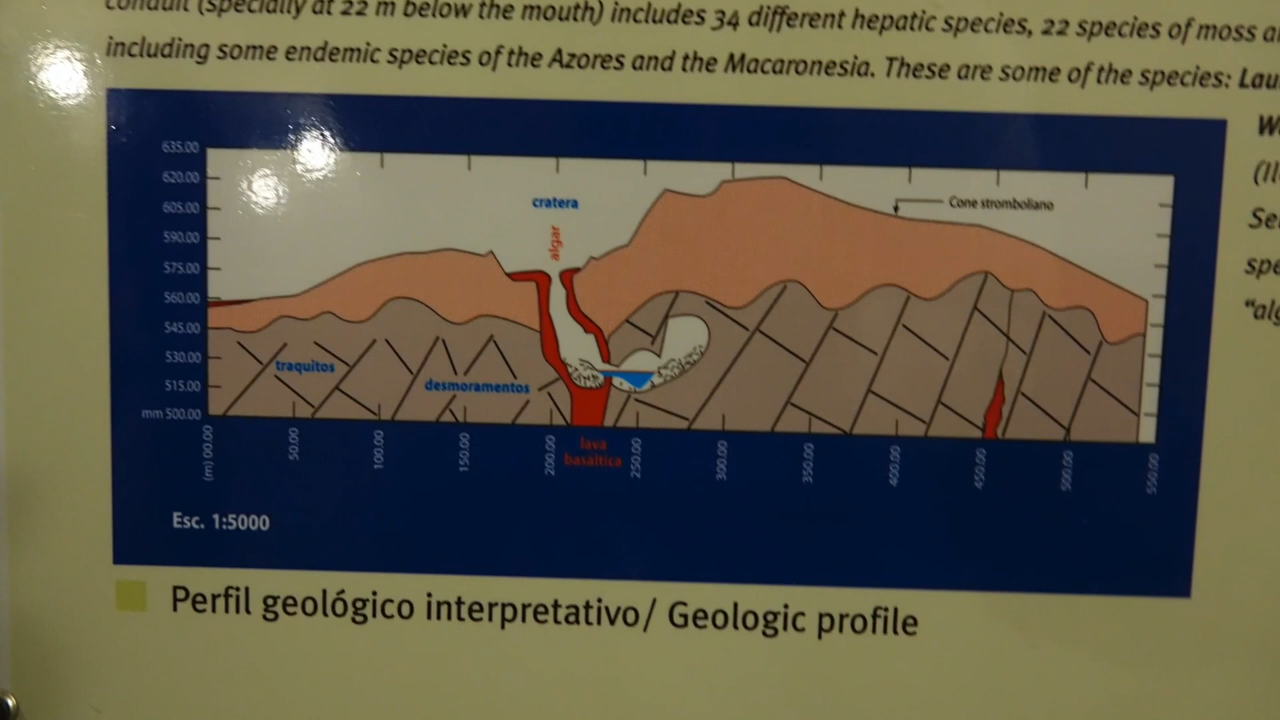 conduit (specially at 22 m below the mouth) includes 34 different hepatic species, 22 species of moss
including some endemic species of the Azores and the Macaronesia. These are some of the species:
635.00
620.00
605.00
590.00
575.00
560.00
545.00
530.00
515.00
mm 500.00
cratera
algar
Cone stromboliano
traquitos
desmoramentos
lava
basaltica
(m) 00.00
50.00
100.00
150.00
200.00
250.00
300.00
350.00
400.00
450.00
500.00
550.00
Esc. 1:5000
Perfil geológico interpretativo/ Geologic profile